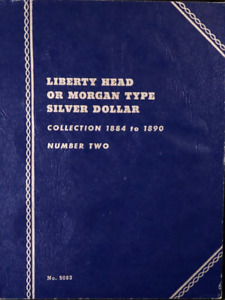 LIBERTY HEAD
OR MORGAN TYPE
SILVER DOLLAR
COLLECTION 1884 to 1890
NUMBER TWO
No. 9083